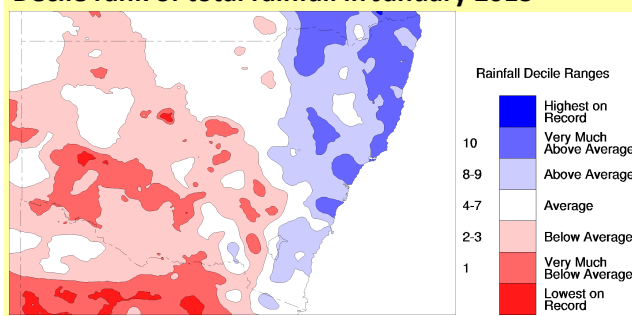 Decile rank of total rainfall in January 2013
Rainfall Decile Ranges
Highest on
Record
10
Very Much
Above Average
8-9
Above Average
4-7
Average
2-3
Below Average
1
Very Much
Below Average
Lowest on
Record